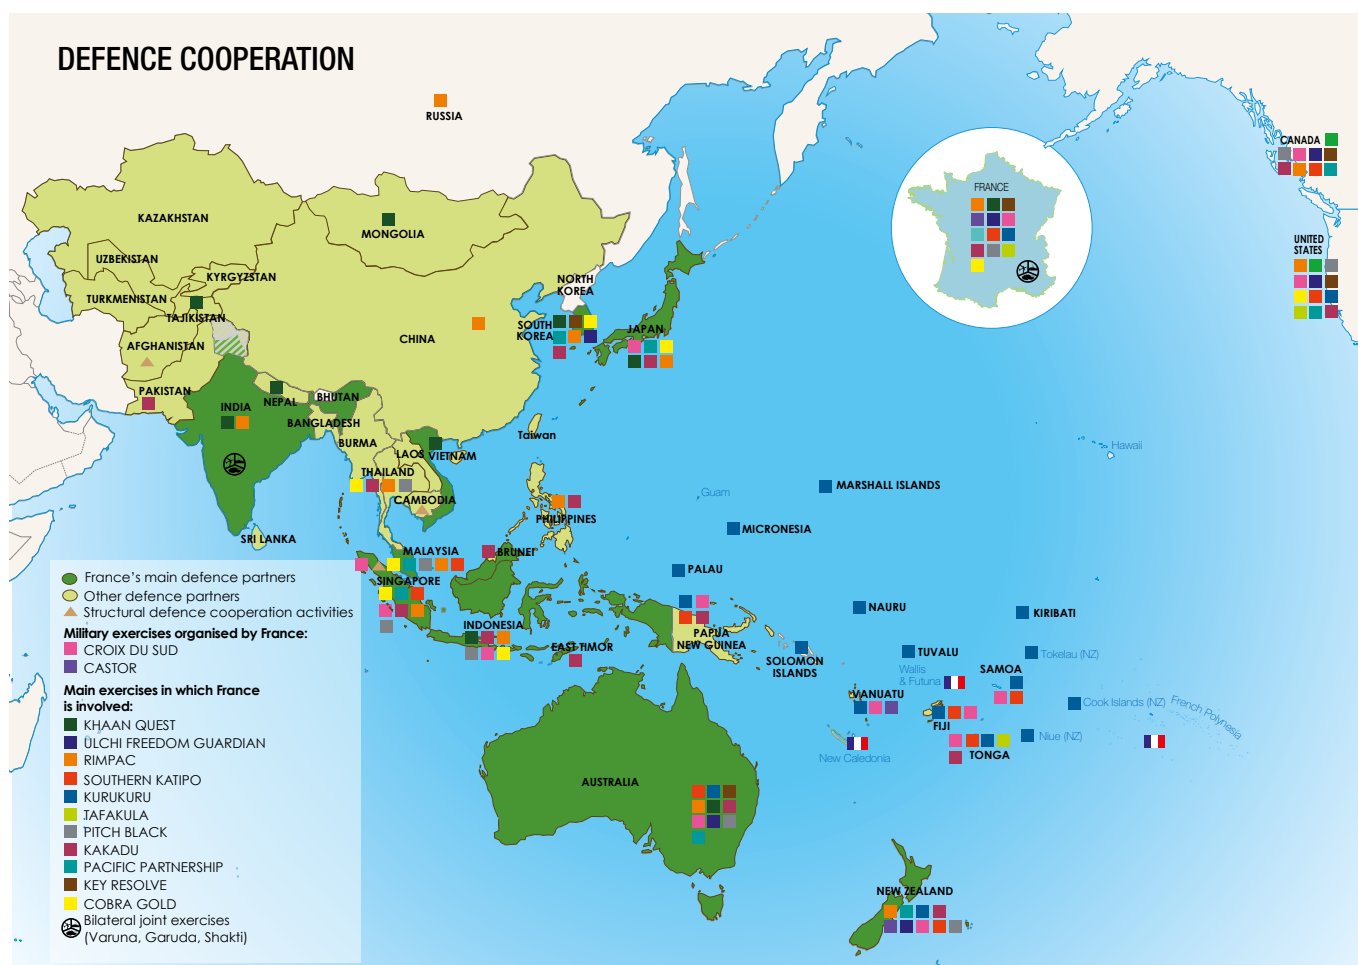 DEFENCE COOPERATION
RUSSIA
CANADA
FRANCE
KAZAKHSTAN
MONGOLIA
UNITED
STATES
UZBEKISTAN
KYRGYZSTAN
NORTH
KOREA
TURKMENISTAN
TAJIKISTAN
SOUTH
KOREA
JAPAN
CHINA
AFGHANISTAN
PAKISTAN
NEPAL
BHUTAN
INDIA
BANGLADESH
BURMA
Taiwan
Hawaii
LAOS
VIETNAM
THAILAND
CAMBODIA
Guam
MARSHALL ISLANDS
PHILIPPINES
MICRONESIA
SRI LANKA
MALAYSIA
BRUNEI
PALAU
SINGAPORE
NAURU
KIRIBATI
INDONESIA
PAPUA
NEW GUINEA
EAST TIMOR
SOLOMON
ISLANDS
TUVALU
Tokelau (NZ)
Wallis
& Futuna
SAMOA
VANUATU
Cook Islands (NZ)
French Polynesia
FIJI
Niue (NZ)
New Caledonia
TONGA
AUSTRALIA
NEW ZEALAND
France's main defence partners
Other defence partners
Structural defence cooperation activities
Military exercises organised by France:
CROIX DU SUD
CASTOR
Main exercises in which France
is involved:
KHAAN QUEST
ULCHI FREEDOM GUARDIAN
RIMPAC
SOUTHERN KATIPO
KURUKURU
TAFAKULA
PITCH BLACK
KAKADU
PACIFIC PARTNERSHIP
KEY RESOLVE
COBRA GOLD
Bilateral joint exercises
(Varuna, Garuda, Shakti)